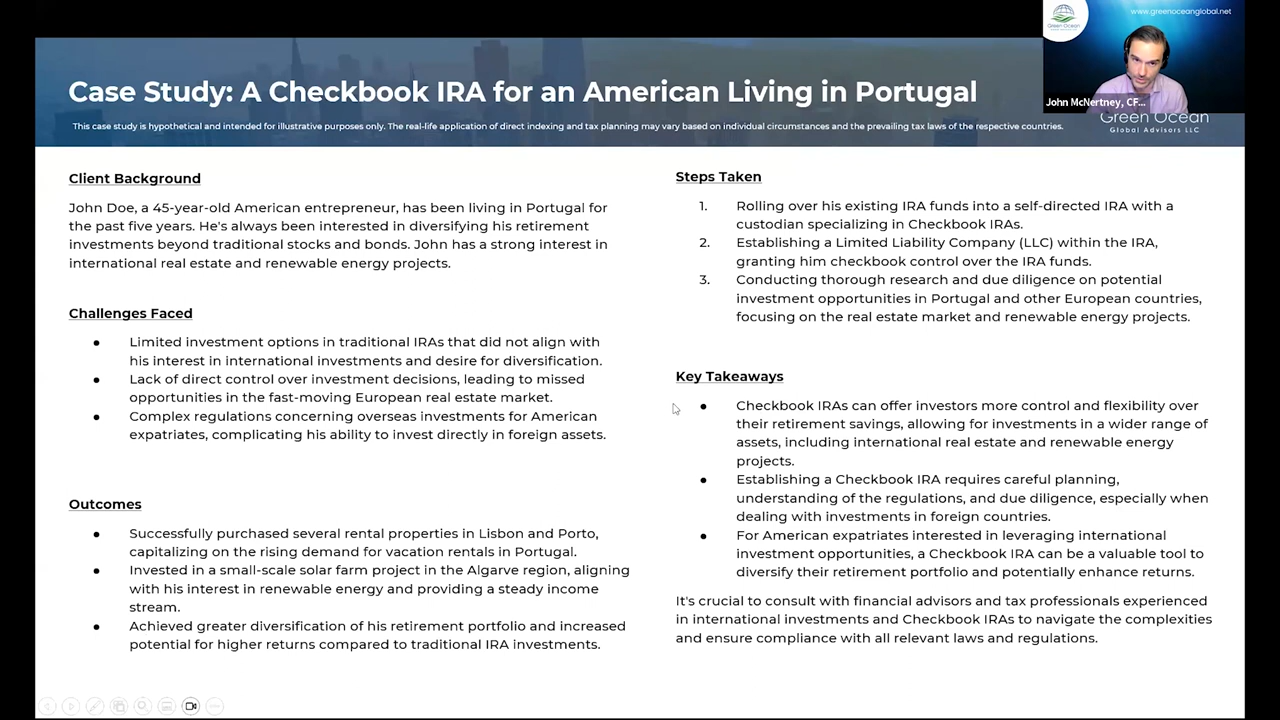 www.greenoceanglobal.net
Green Ocean
John McNertney, CF...
Green Ocean
Global Advisors LLC
Case Study: A Checkbook IRA for an American Living in Portugal
This case study is hypothetical and intended for illustrative purposes only. The real-life application of direct indexing and tax planning may vary based on individual circumstances and the prevailing tax laws of the respective countries.
Client Background
John Doe, a 45-year-old American entrepreneur, has been living in Portugal for
the past five years. He's always been interested in diversifying his retirement
investments beyond traditional stocks and bonds. John has a strong interest in
international real estate and renewable energy projects.
Challenges Faced
● Limited investment options in traditional IRAs that did not align with
his interest in international investments and desire for diversification.
● Lack of direct control over investment decisions, leading to missed
opportunities in the fast-moving European real estate market.
● Complex regulations concerning overseas investments for American
expatriates, complicating his ability to invest directly in foreign assets.
Outcomes
● Successfully purchased several rental properties in Lisbon and Porto,
capitalizing on the rising demand for vacation rentals in Portugal.
● Invested in a small-scale solar farm project in the Algarve region, aligning
with his interest in renewable energy and providing a steady income
stream.
● Achieved greater diversification of his retirement portfolio and increased
potential for higher returns compared to traditional IRA investments.
Steps Taken
1. Rolling over his existing IRA funds into a self-directed IRA with a
custodian specializing in Checkbook IRAs.
2. Establishing a Limited Liability Company (LLC) within the IRA,
granting him checkbook control over the IRA funds.
3. Conducting thorough research and due diligence on potential
investment opportunities in Portugal and other European countries,
focusing on the real estate market and renewable energy projects.
Key Takeaways
● Checkbook IRAs can offer investors more control and flexibility over
their retirement savings, allowing for investments in a wider range of
assets, including international real estate and renewable energy
projects.
● Establishing a Checkbook IRA requires careful planning,
understanding of the regulations, and due diligence, especially when
dealing with investments in foreign countries.
● For American expatriates interested in leveraging international
investment opportunities, a Checkbook IRA can be a valuable tool to
diversify their retirement portfolio and potentially enhance returns.
It's crucial to consult with financial advisors and tax professionals experienced
in international investments and Checkbook IRAs to navigate the complexities
and ensure compliance with all relevant laws and regulations.